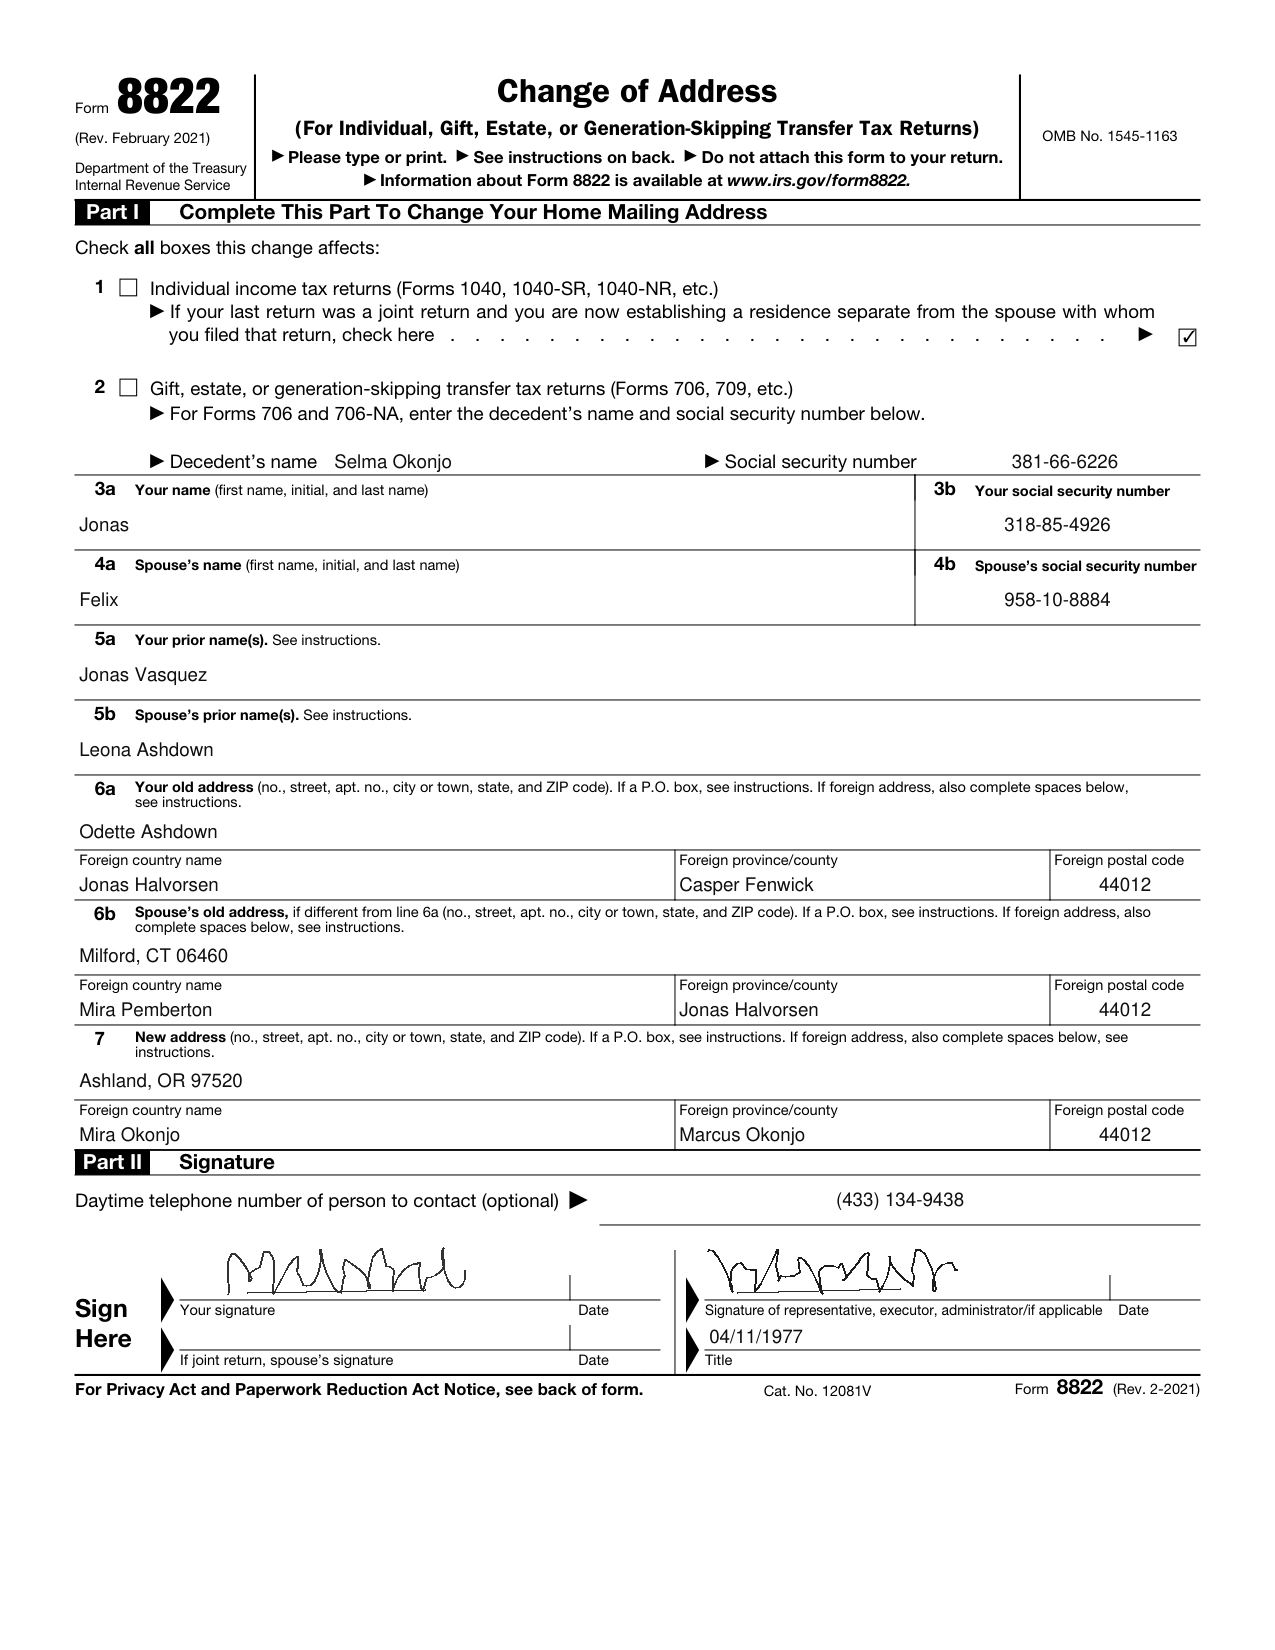 Form 8822
(Rev. February 2021)
Department of the Treasury
Internal Revenue Service
Change of Address
(For Individual, Gift, Estate, or Generation-Skipping Transfer Tax Returns)
▶ Please type or print. ▶ See instructions on back. ▶ Do not attach this form to your return.
▶ Information about Form 8822 is available at www.irs.gov/form8822.
OMB No. 1545-1163
Part I Complete This Part To Change Your Home Mailing Address
Check all boxes this change affects:
1 ☐ Individual income tax returns (Forms 1040, 1040-SR, 1040-NR, etc.)
▶ If your last return was a joint return and you are now establishing a residence separate from the spouse with whom
you filed that return, check here . . . . . . . . . . . . . . . . . . . . . . . . . . . ▶ ☑
2 ☐ Gift, estate, or generation-skipping transfer tax returns (Forms 706, 709, etc.)
▶ For Forms 706 and 706-NA, enter the decedent's name and social security number below.
▶ Decedent's name Selma Okonjo ▶ Social security number 381-66-6226
3a Your name (first name, initial, and last name) 3b Your social security number
Jonas 318-85-4926
4a Spouse's name (first name, initial, and last name) 4b Spouse's social security number
Felix 958-10-8884
5a Your prior name(s). See instructions.
Jonas Vasquez
5b Spouse's prior name(s). See instructions.
Leona Ashdown
6a Your old address (no., street, apt. no., city or town, state, and ZIP code). If a P.O. box, see instructions. If foreign address, also complete spaces below,
see instructions.
Odette Ashdown
Foreign country name Foreign province/county Foreign postal code
Jonas Halvorsen Casper Fenwick 44012
6b Spouse's old address, if different from line 6a (no., street, apt. no., city or town, state, and ZIP code). If a P.O. box, see instructions. If foreign address, also
complete spaces below, see instructions.
Milford, CT 06460
Foreign country name Foreign province/county Foreign postal code
Mira Pemberton Jonas Halvorsen 44012
7 New address (no., street, apt. no., city or town, state, and ZIP code). If a P.O. box, see instructions. If foreign address, also complete spaces below, see
instructions.
Ashland, OR 97520
Foreign country name Foreign province/county Foreign postal code
Mira Okonjo Marcus Okonjo 44012
Part II Signature
Daytime telephone number of person to contact (optional) ▶ (433) 134-9438
Sign
Here
Your signature Date
Signature of representative, executor, administrator/if applicable Date
04/11/1977
If joint return, spouse's signature Date
Title
For Privacy Act and Paperwork Reduction Act Notice, see back of form. Cat. No. 12081V Form 8822 (Rev. 2-2021)